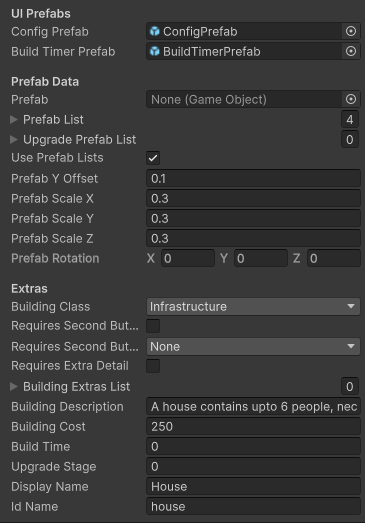 UI Prefabs
Config Prefab ConfigPrefab
Build Timer Prefab BuildTimerPrefab
Prefab Data
Prefab None (Game Object)
Prefab List 4
Upgrade Prefab List 0
Use Prefab Lists
Prefab Y Offset 0.1
Prefab Scale X 0.3
Prefab Scale Y 0.3
Prefab Scale Z 0.3
Prefab Rotation X 0 Y 0 Z 0
Extras
Building Class Infrastructure
Requires Second But...
Requires Second But... None
Requires Extra Detail
Building Extras List 0
Building Description A house contains upto 6 people, nec
Building Cost 250
Build Time 0
Upgrade Stage 0
Display Name House
Id Name house